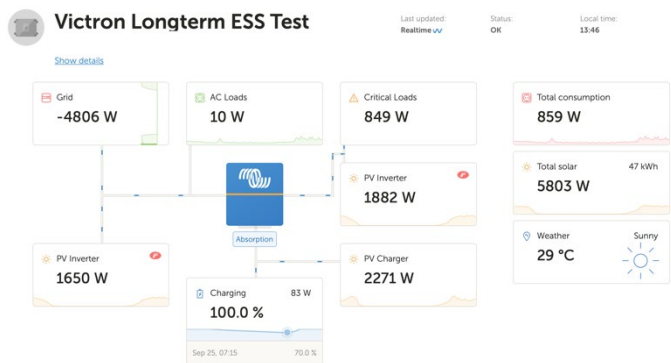 Victron Longterm ESS Test
Last updated:
Realtime
Status:
OK
Local time:
13:46
Show details
Grid
-4806 W
AC Loads
10 W
Critical Loads
849 W
Total consumption
859 W
PV Inverter
1882 W
Total solar
47 kWh
5803 W
Absorption
PV Inverter
1650 W
PV Charger
2271 W
Weather
Sunny
29 °C
Charging
83 W
100.0 %
Sep 25, 07:15
70.0 %